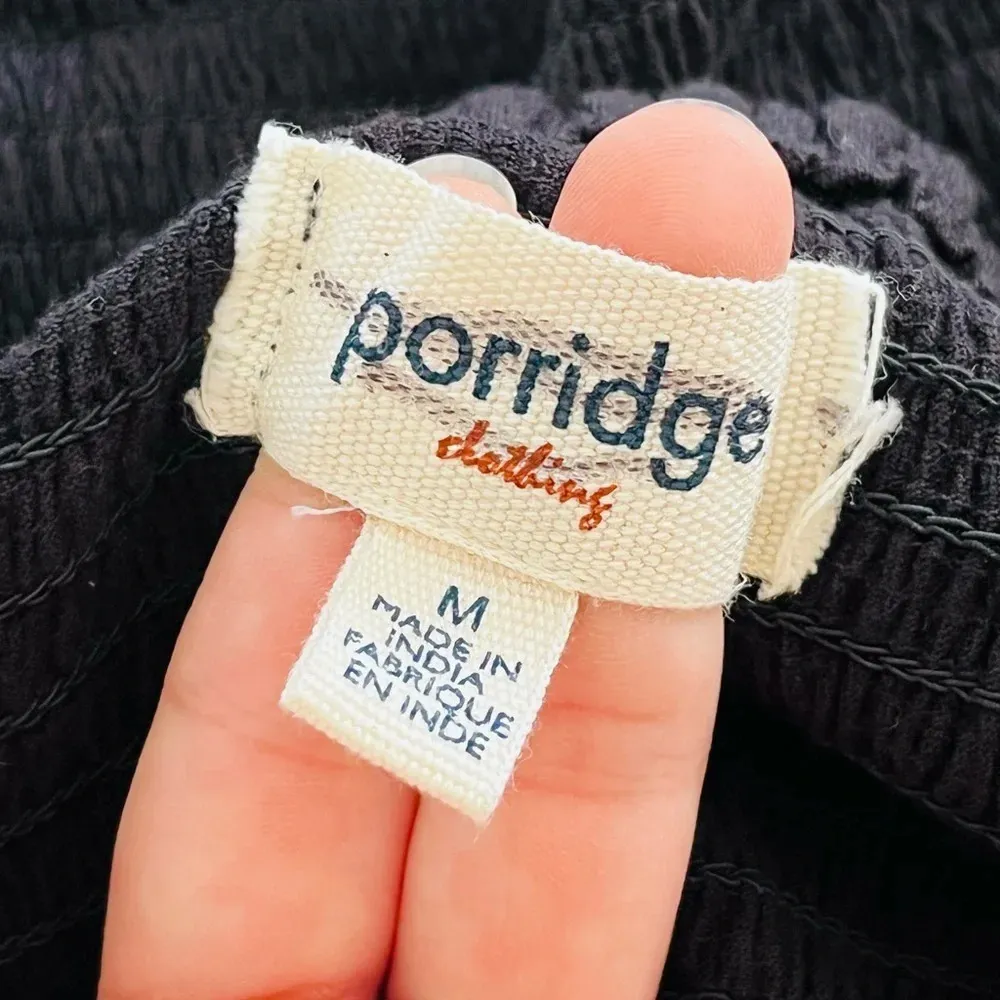 porridge
clothing
M
MADE IN
INDIA
FABRIQUE
EN INDE